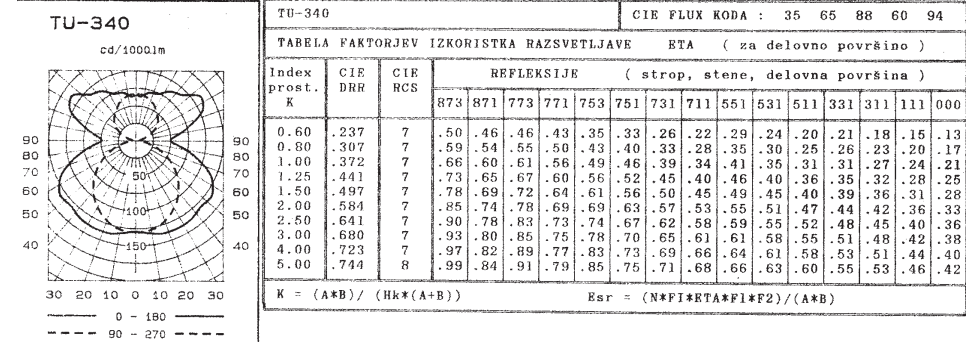 TU-340
cd/1000lm
90 90
80 80
70 70
60 60
50 50
40 40
50
100
150
30 20 10 0 10 20 30
0 - 180
90 - 270
TU-340 CIE FLUX KODA : 35 65 88 60 94
TABELA FAKTORJEV IZKORISTKA RAZSVETLJAVE ETA ( za delovno površino )
Index prost. K CIE DRR CIE RCS REFLEKSIJE ( strop, stene, delovna površina )
873 871 773 771 753 751 731 711 551 531 511 331 311 111 000
0.60 .237 7 .50 .46 .46 .43 .35 .33 .26 .22 .29 .24 .20 .21 .18 .15 .13
0.80 .307 7 .59 .54 .55 .50 .43 .40 .33 .28 .35 .30 .25 .26 .23 .20 .17
1.00 .372 7 .66 .60 .61 .56 .49 .46 .39 .34 .41 .35 .31 .31 .27 .24 .21
1.25 .441 7 .73 .65 .67 .60 .56 .52 .45 .40 .46 .40 .36 .35 .32 .28 .25
1.50 .497 7 .78 .69 .72 .64 .61 .56 .50 .45 .49 .45 .40 .39 .36 .31 .28
2.00 .584 7 .85 .74 .78 .69 .69 .63 .57 .53 .55 .51 .47 .44 .42 .36 .33
2.50 .641 7 .90 .78 .83 .73 .74 .67 .62 .58 .59 .55 .52 .48 .45 .40 .36
3.00 .680 7 .93 .80 .85 .75 .78 .70 .65 .61 .61 .58 .55 .51 .48 .42 .38
4.00 .723 7 .97 .82 .89 .77 .83 .73 .69 .66 .64 .61 .58 .53 .51 .44 .40
5.00 .744 8 .99 .84 .91 .79 .85 .75 .71 .68 .66 .63 .60 .55 .53 .46 .42
K = (A*B)/ (Hk*(A+B)) Esr = (N*FI*ETA*F1*F2)/(A*B)